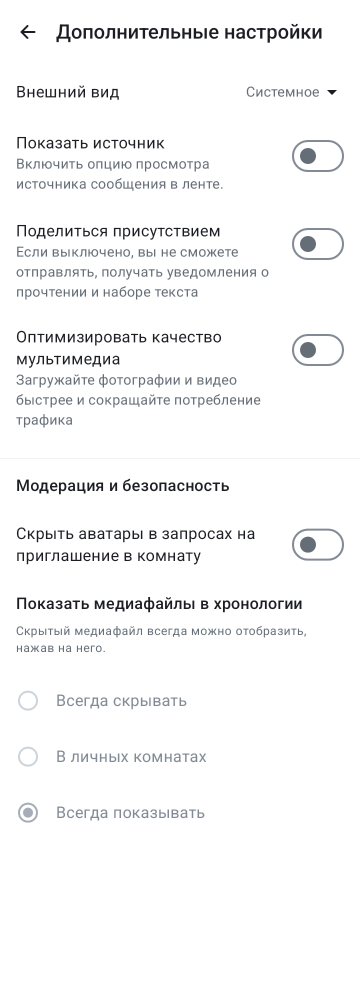 Дополнительные настройки
Внешний вид
Системное
Показать источник
Включить опцию просмотра
источника сообщения в ленте.
Поделиться присутствием
Если выключено, вы не сможете
отправлять, получать уведомления о
прочтении и наборе текста
Оптимизировать качество
мультимедиа
Загружайте фотографии и видео
быстрее и сокращайте потребление
трафика
Модерация и безопасность
Скрыть аватары в запросах на
приглашение в комнату
Показать медиафайлы в хронологии
Скрытый медиафайл всегда можно отобразить,
нажав на него.
Всегда скрывать
В личных комнатах
Всегда показывать